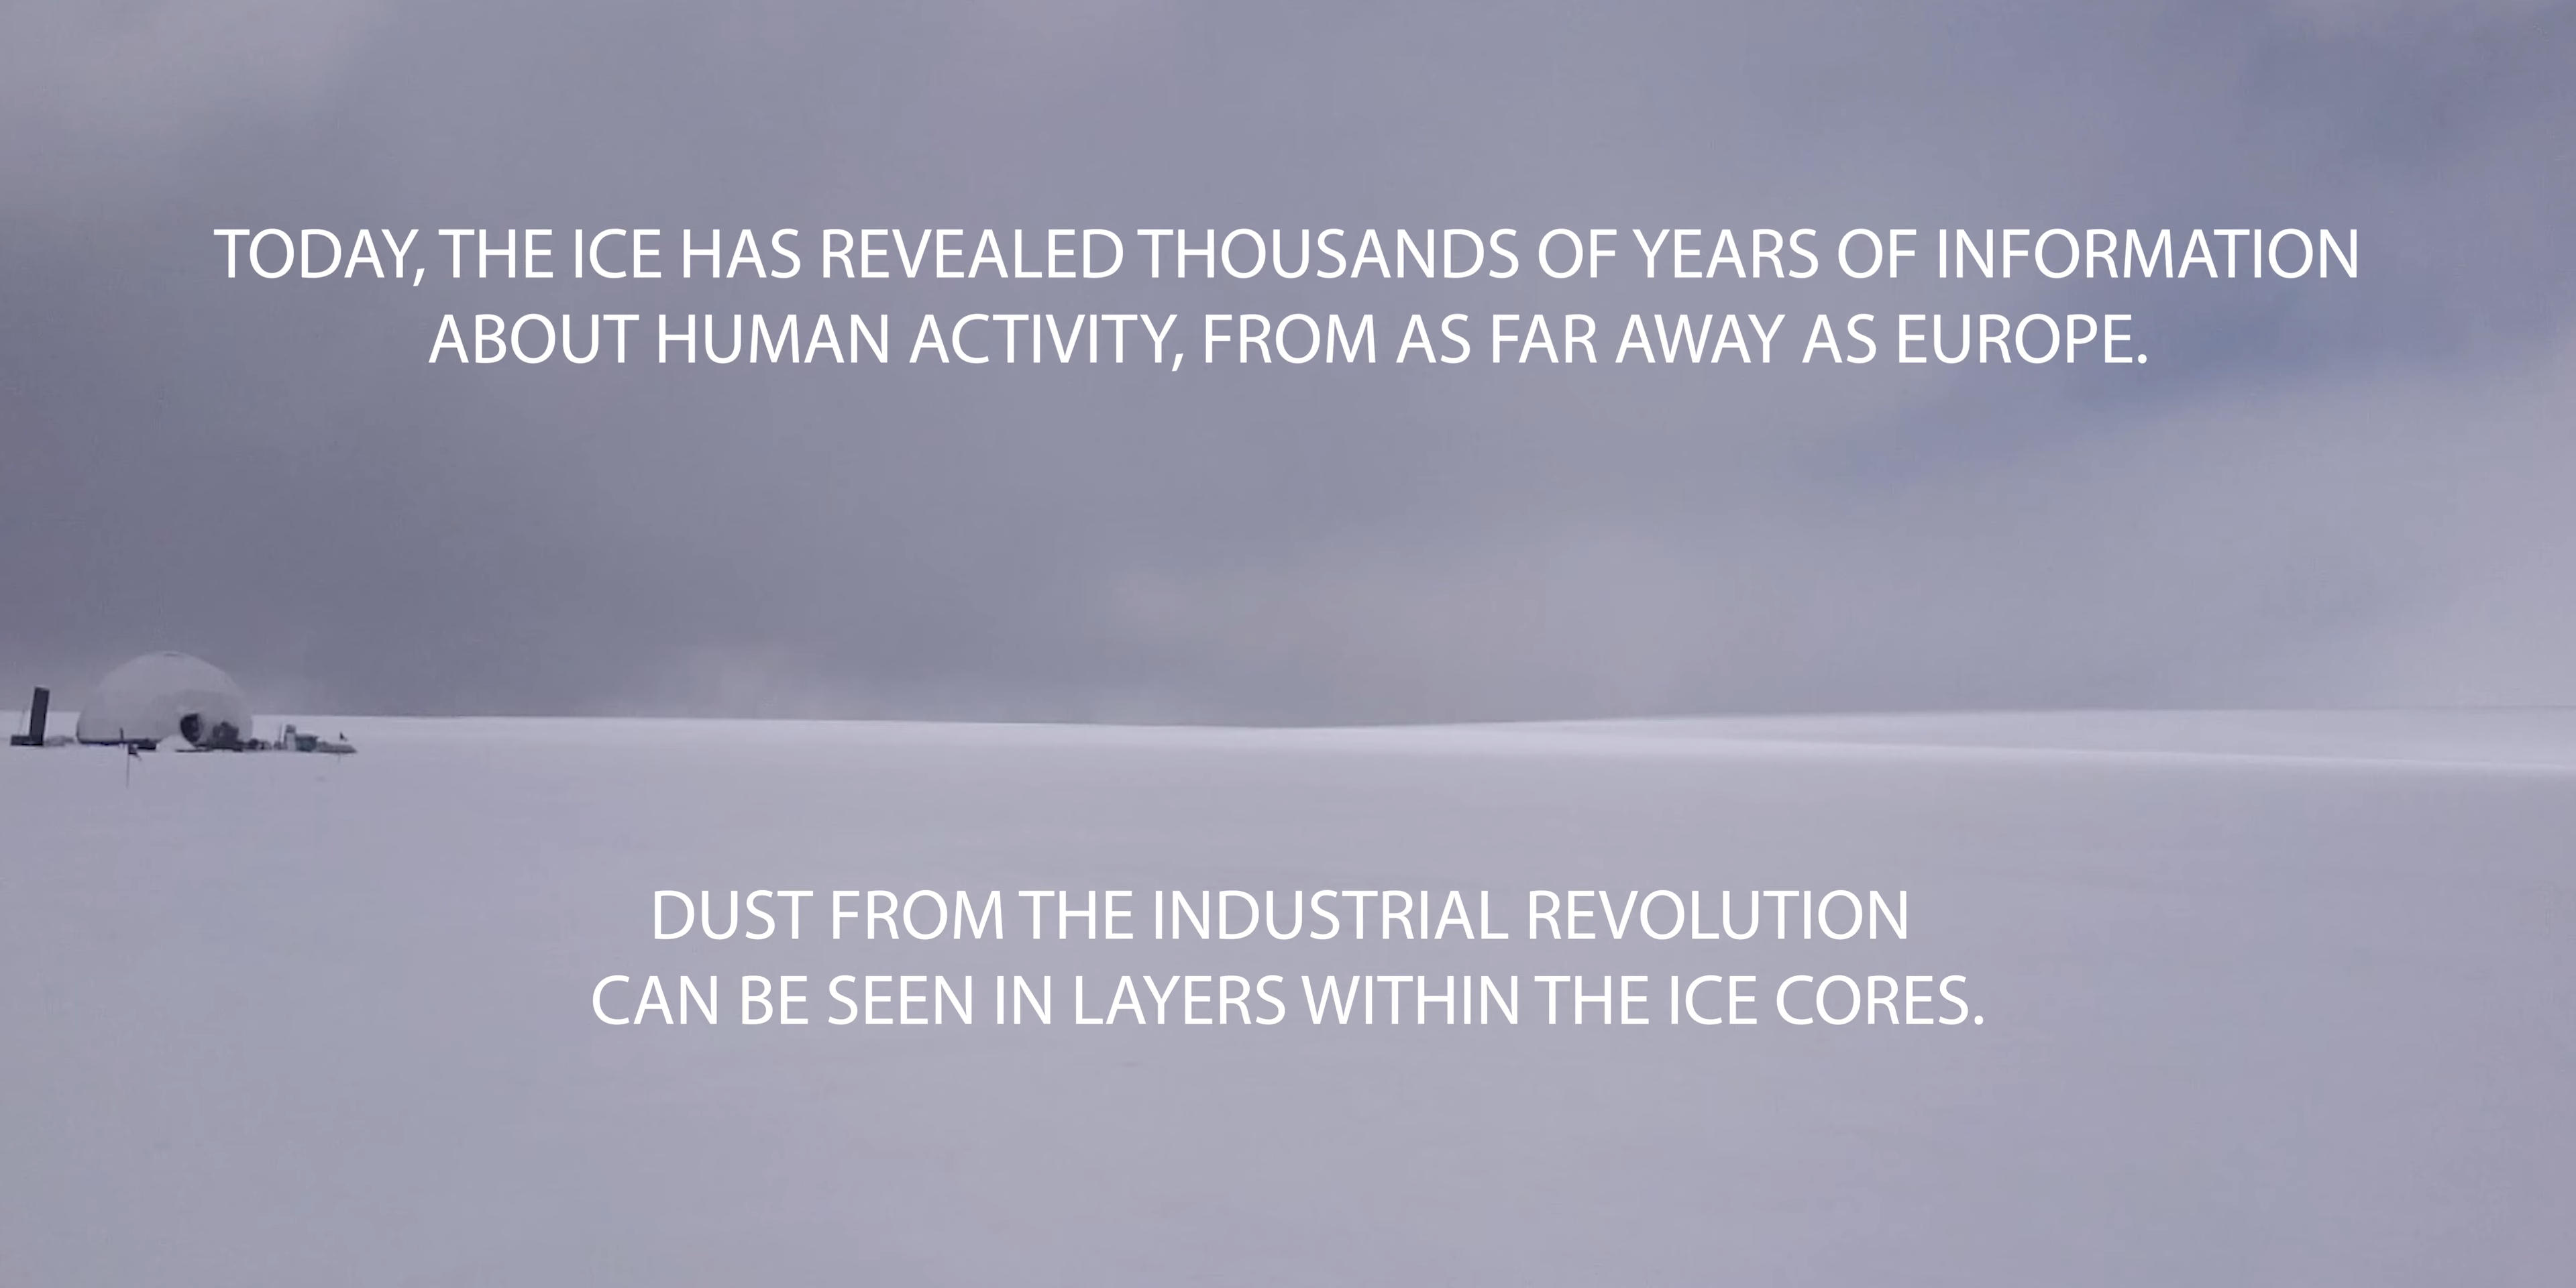 TODAY, THE ICE HAS REVEALED THOUSANDS OF YEARS OF INFORMATION
ABOUT HUMAN ACTIVITY, FROM AS FAR AWAY AS EUROPE.
DUST FROM THE INDUSTRIAL REVOLUTION
CAN BE SEEN IN LAYERS WITHIN THE ICE CORES.